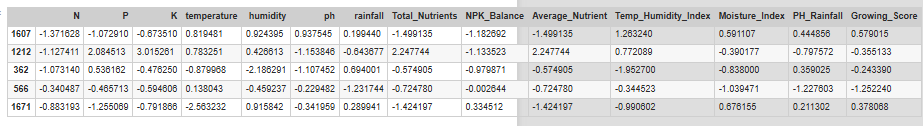 N P K temperature humidity ph rainfall Total_Nutrients NPK_Balance Average_Nutrient Temp_Humidity_Index Moisture_Index PH_Rainfall Growing_Score
1607 -1.371628 -1.072910 -0.673510 0.819481 0.924395 0.937545 0.199440 -1.499135 -1.182692 -1.499135 1.263240 0.591107 0.444856 0.579015
1212 -1.127411 2.084513 3.015261 0.783251 0.426613 -1.153846 -0.643677 2.247744 -1.133523 2.247744 0.772089 -0.390177 -0.797572 -0.355133
362 -1.073140 0.536162 -0.476250 -0.879968 -2.186291 -1.107452 0.694001 -0.574905 -0.979871 -0.574905 -1.952700 -0.838000 0.359025 -0.243390
566 -0.340487 -0.465713 -0.594606 0.138043 -0.459237 -0.229482 -1.231744 -0.724780 -0.002644 -0.724780 -0.344523 -1.039471 -1.227603 -1.252240
1671 -0.883193 -1.255069 -0.791866 -2.563232 0.915842 -0.341959 0.289941 -1.424197 0.334512 -1.424197 -0.990602 0.676155 0.211302 0.378068